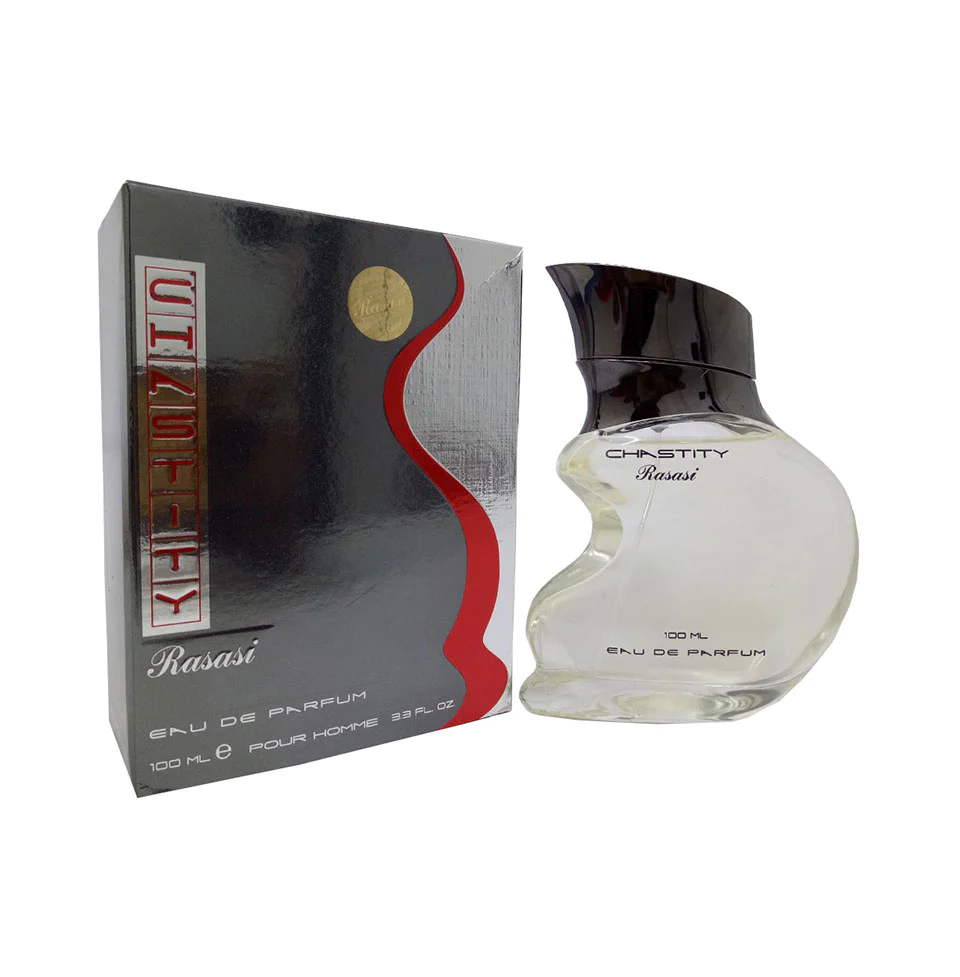 CHASTITY
Rasasi
Rasasi
EAU DE PARFUM
100 ML e POUR HOMME 3.3 FL. OZ.
CHASTITY
Rasasi
100 ML
EAU DE PARFUM